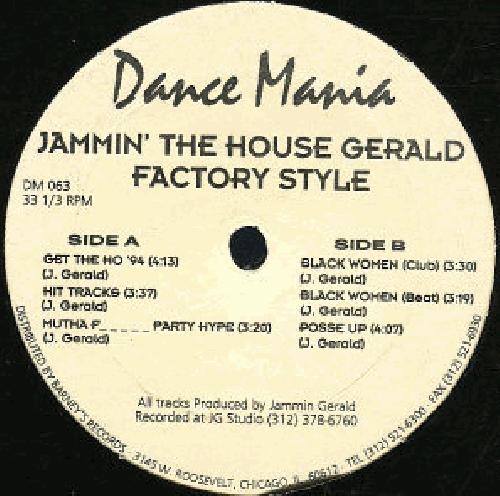 Dance Mania
JAMMIN' THE HOUSE GERALD
FACTORY STYLE
DM 063
33 1/3 RPM
SIDE A
GET THE HO '94 (4:13)
(J. Gerald)
HIT TRACKS (3:37)
(J. Gerald)
MUTHA F_ _ _ _ _ PARTY HYPE (3:20)
(J. Gerald)
SIDE B
BLACK WOMEN (Club) (3:30)
(J. Gerald)
BLACK WOMEN (Beat) (3:19)
(J. Gerald)
POSSE UP (4:07)
(J. Gerald)
All tracks Produced by Jammin Gerald
Recorded at JG Studio (312) 378-6760
DISTRIBUTED BY BARNEY'S RECORDS 3145 W. ROOSEVELT, CHICAGO, IL 60612 - TEL (312) 521-6300 - FAX (312) 521-6930